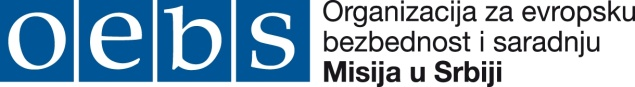 oebs
Organizacija za evropsku
bezbednost i saradnju
Misija u Srbiji